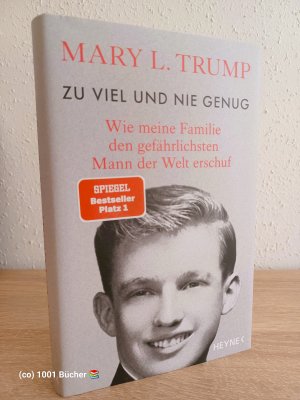 MARY L. TRUMP
ZU VIEL UND NIE GENUG
Wie meine Familie
den gefährlichsten
Mann der Welt erschuf
SPIEGEL
Bestseller
Platz 1
HEYNE<
(co) 1001 Bücher